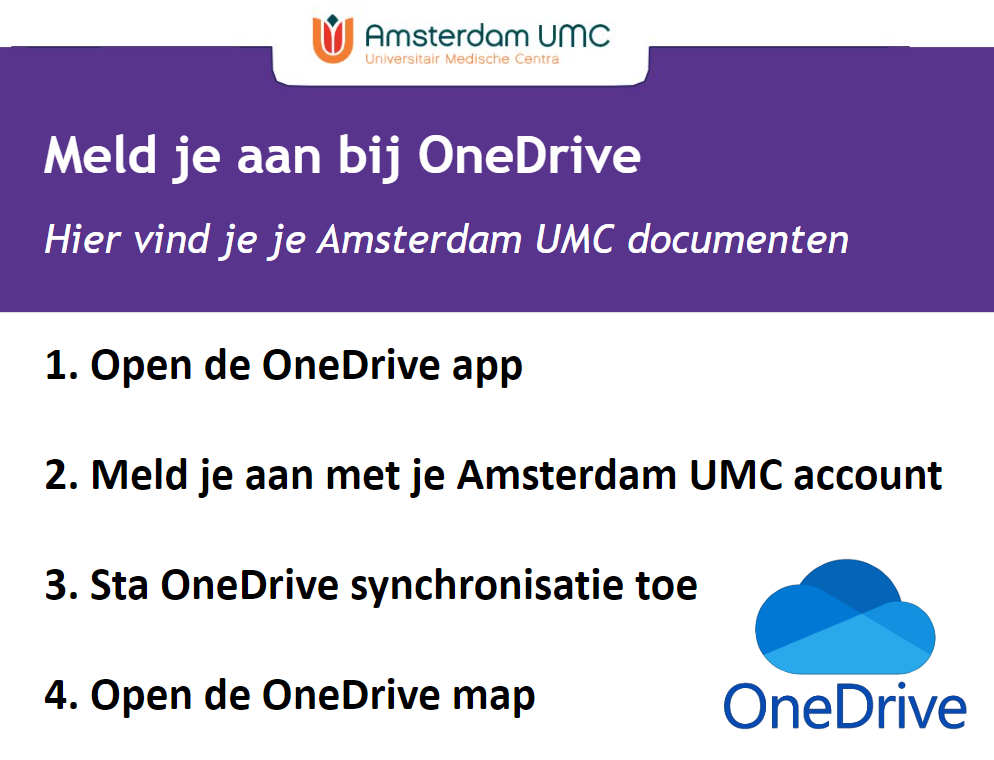 Amsterdam UMC
Universitair Medische Centra
Meld je aan bij OneDrive
Hier vind je je Amsterdam UMC documenten
1. Open de OneDrive app
2. Meld je aan met je Amsterdam UMC account
3. Sta OneDrive synchronisatie toe
4. Open de OneDrive map
OneDrive